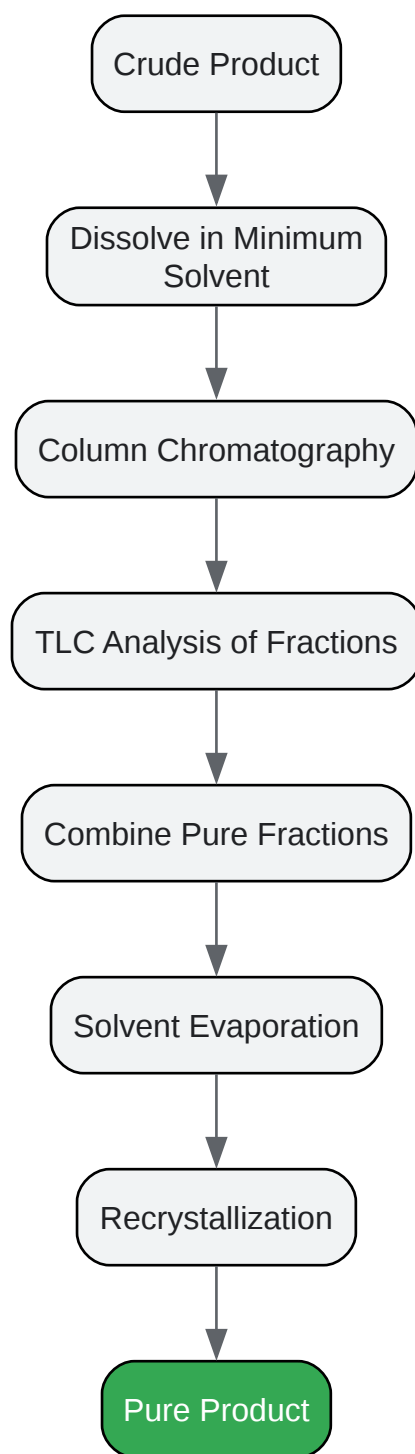 Crude Product
Dissolve in Minimum
Solvent
Column Chromatography
TLC Analysis of Fractions
Combine Pure Fractions
Solvent Evaporation
Recrystallization
Pure Product